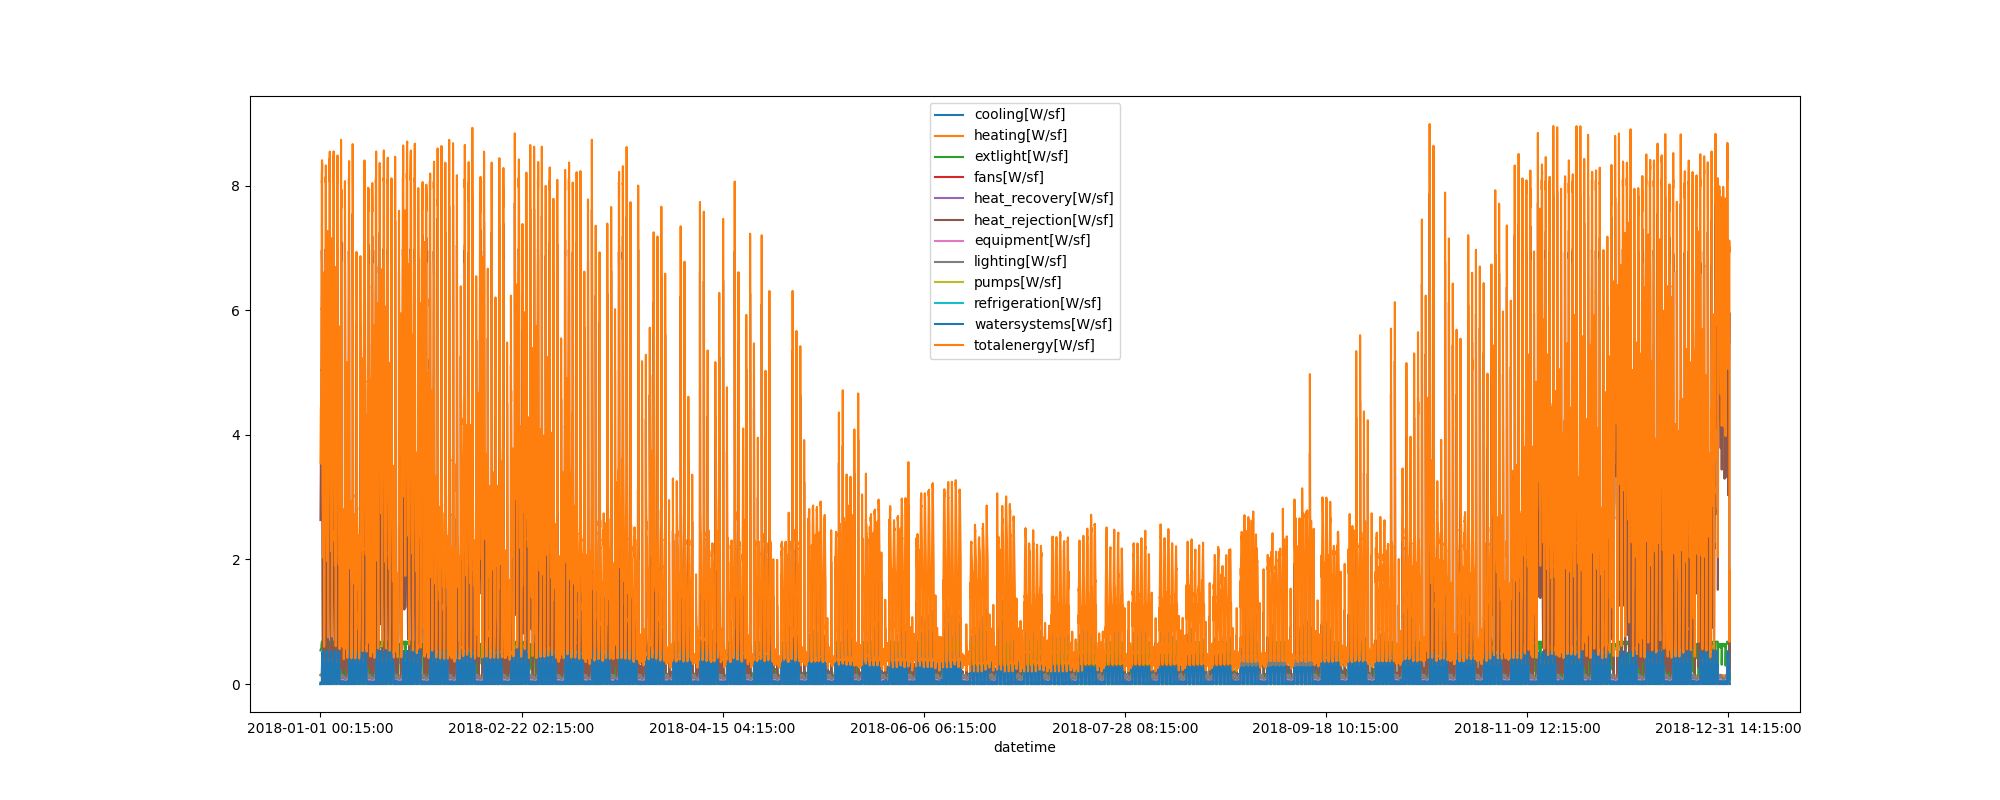 cooling[W/sf]
heating[W/sf]
extlight[W/sf]
fans[W/sf]
heat_recovery[W/sf]
heat_rejection[W/sf]
equipment[W/sf]
lighting[W/sf]
pumps[W/sf]
refrigeration[W/sf]
watersystems[W/sf]
totalenergy[W/sf]
8
6
4
2
0
2018-01-01 00:15:00 2018-02-22 02:15:00 2018-04-15 04:15:00 2018-06-06 06:15:00 2018-07-28 08:15:00 2018-09-18 10:15:00 2018-11-09 12:15:00 2018-12-31 14:15:00
datetime